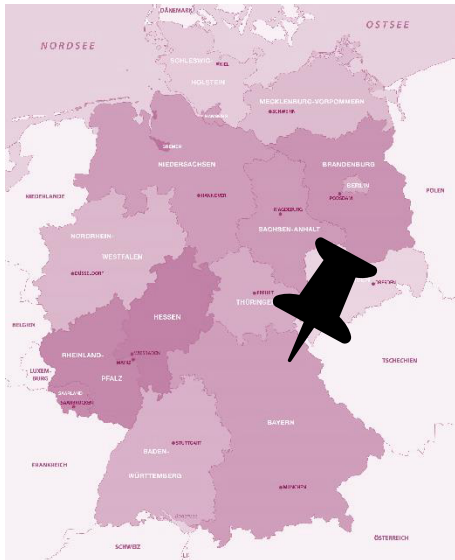 DÄNEMARK
OSTSEE
NORDSEE
SCHLESWIG-
KIEL
HOLSTEIN
MECKLENBURG-VORPOMMERN
SCHWERIN
HAMBURG
BREMEN
NIEDERSACHSEN
BRANDENBURG
BERLIN
POTSDAM
POLEN
NIEDERLANDE
HANNOVER
MAGDEBURG
SACHSEN-ANHALT
NORDRHEIN-
WESTFALEN
DÜSSELDORF
DRESDEN
ERFURT
THÜRINGEN
HESSEN
BELGIEN
RHEINLAND-
WIESBADEN
MAINZ
TSCHECHIEN
LUXEM-
BURG
PFALZ
SAARLAND
SAARBRÜCKEN
BAYERN
STUTTGART
BADEN-
WÜRTTEMBERG
FRANKREICH
MÜNCHEN
ÖSTERREICH
SCHWEIZ